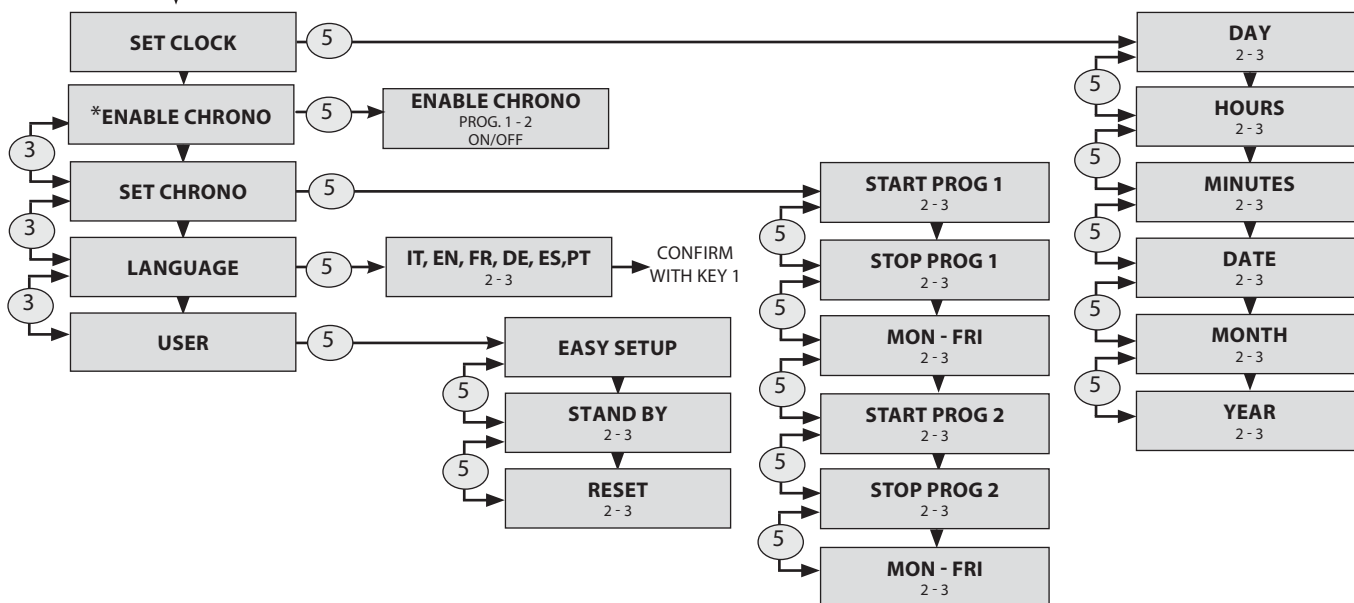 SET CLOCK
5
*ENABLE CHRONO
5
ENABLE CHRONO
PROG. 1 - 2
ON/OFF
3
SET CHRONO
5
3
LANGUAGE
5
IT, EN, FR, DE, ES,PT
2 - 3
CONFIRM
WITH KEY 1
3
USER
5
EASY SETUP
5
STAND BY
2 - 3
5
RESET
2 - 3
START PROG 1
2 - 3
5
STOP PROG 1
2 - 3
5
MON - FRI
2 - 3
5
START PROG 2
2 - 3
5
STOP PROG 2
2 - 3
5
MON - FRI
2 - 3
DAY
2 - 3
5
HOURS
2 - 3
5
MINUTES
2 - 3
5
DATE
2 - 3
5
MONTH
2 - 3
5
YEAR
2 - 3